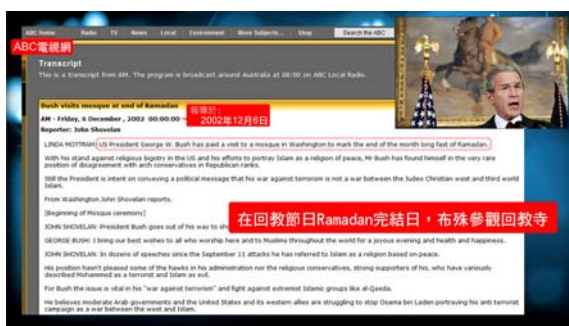 ABC Home Radio TV News Local Environment More Subjects... Shop Search the ABC
ABC電視網
Transcript
This is a transcript from AM. The program is broadcast around Australia at 08:00 on ABC Local Radio.
Bush visits mosque at end of Ramadan
AM - Friday, 6 December , 2002 00:00:00
報導於:
2002年12月6日
Reporter: John Shovelan
LINDA MOTTRAM: US President George W. Bush has paid a visit to a mosque in Washington to mark the end of the month long fast of Ramadan.
With his stand against religious bigotry in the US and his efforts to portray Islam as a religion of peace, Mr Bush has found himself in the very rare
position of disagreement with arch conservatives in Republican ranks.
Still the President is intent on conveying a political message that his war against terrorism is not a war between the Judeo Christian west and third world
Islam.
From Washington John Shovelan reports.
[Beginning of Mosque ceremony]
JOHN SHOVELAN: President Bush goes out of his way to sh
在回教節日Ramadan完結日，布殊參觀回教寺
GEORGE BUSH: I bring our best wishes to all who worship here and to Muslims throughout the world for a joyous evening and health and happiness.
JOHN SHOVELAN: In dozens of speeches since the September 11 attacks he has referred to Islam as a religion based on peace.
His position hasn't pleased some of the hawks in his administration nor the religious conservatives, strong supporters of his, who have variously
described Mohammed as a terrorist and Islam as evil.
For Bush the issue is vital in his "war against terrorism" and fight against extremist Islamic groups like al-Qaeda.
He believes moderate Arab governments and the United States and its western allies are struggling to stop Osama bin Laden portraying his anti terrorist
campaign as a war between the west and Islam.